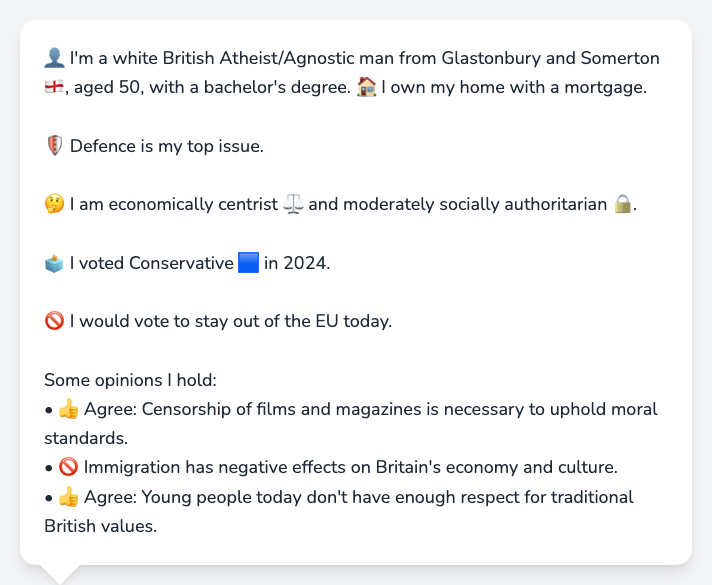 👤 I'm a white British Atheist/Agnostic man from Glastonbury and Somerton
🏴󠁧󠁢󠁥󠁮󠁧󠁿, aged 50, with a bachelor's degree. 🏠 I own my home with a mortgage.
🛡️ Defence is my top issue.
🤔 I am economically centrist ⚖️ and moderately socially authoritarian 🔒.
🗳️ I voted Conservative 🟦 in 2024.
🚫 I would vote to stay out of the EU today.
Some opinions I hold:
• 👍 Agree: Censorship of films and magazines is necessary to uphold moral
standards.
• 🚫 Immigration has negative effects on Britain's economy and culture.
• 👍 Agree: Young people today don't have enough respect for traditional
British values.